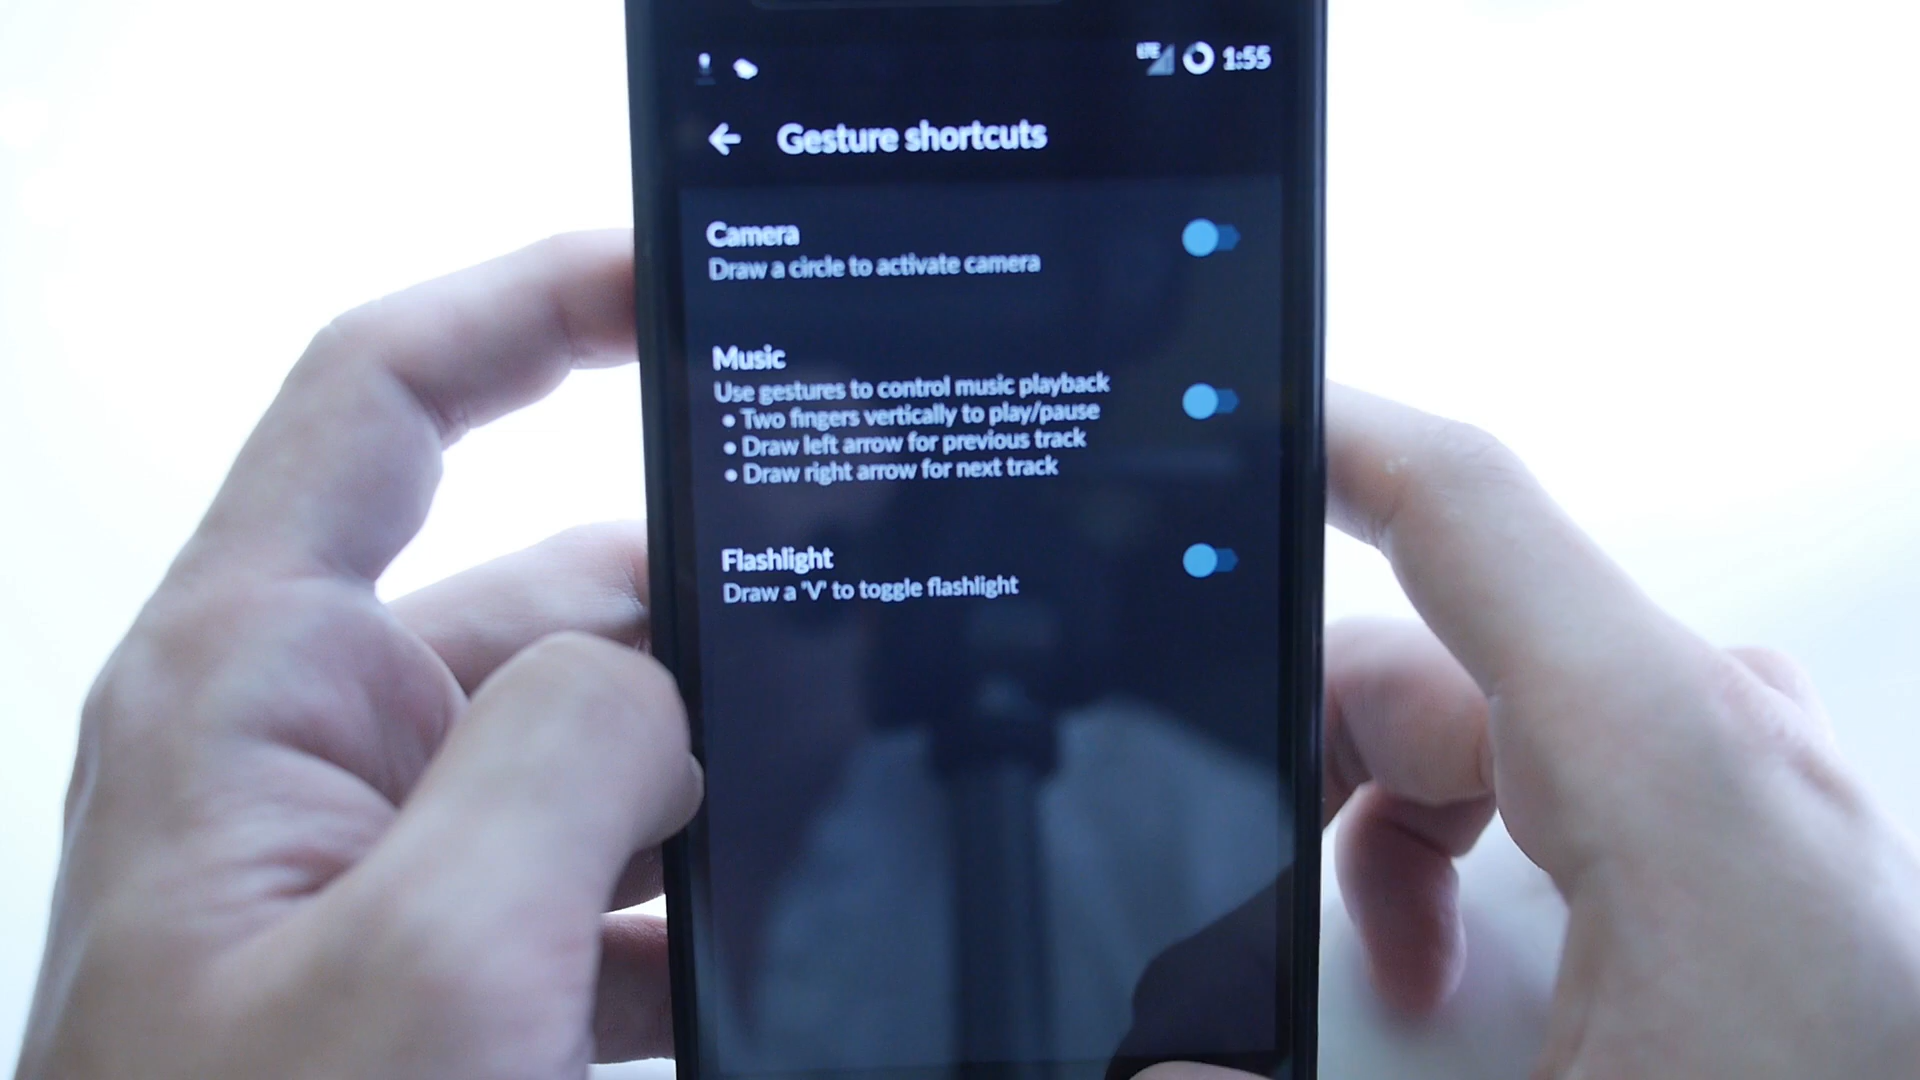 LTE 1:55
Gesture shortcuts
Camera
Draw a circle to activate camera
Music
Use gestures to control music playback
• Two fingers vertically to play/pause
• Draw left arrow for previous track
• Draw right arrow for next track
Flashlight
Draw a 'V' to toggle flashlight